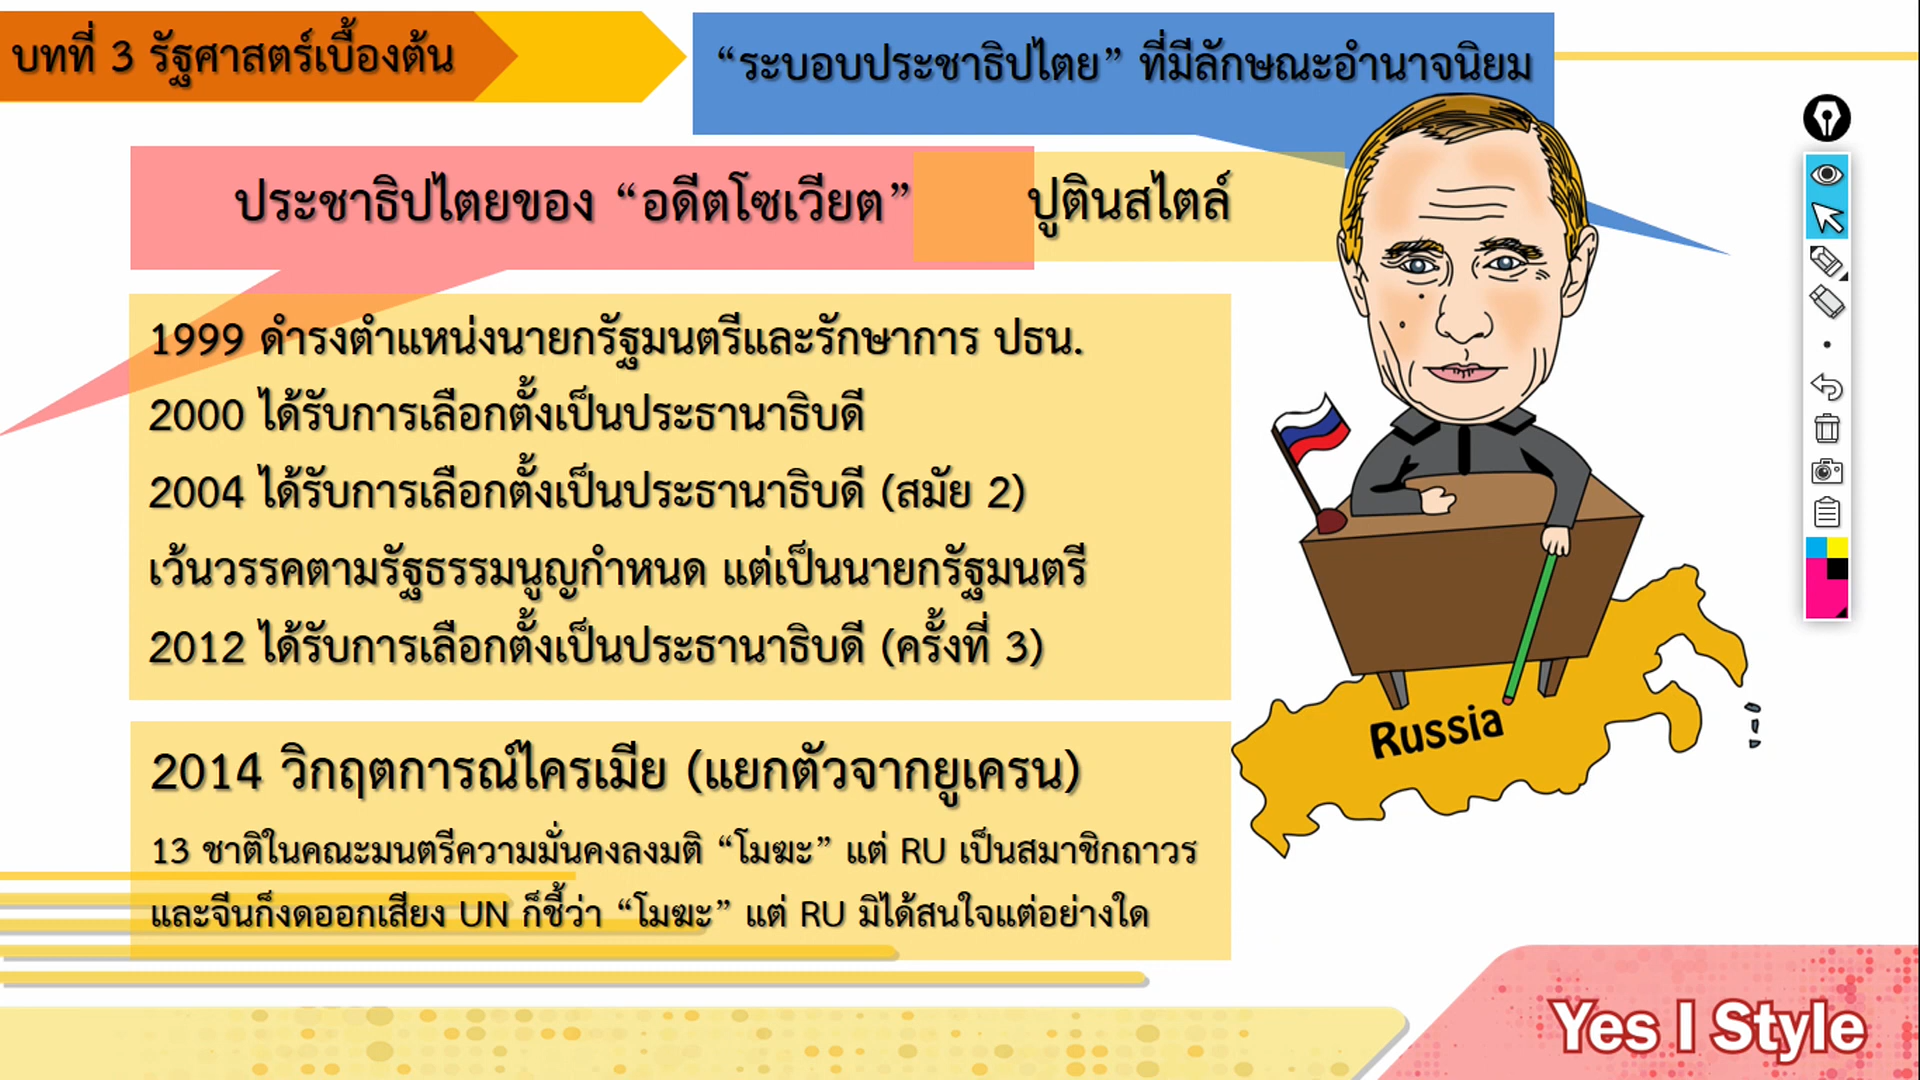 บทที่ 3 รัฐศาสตร์เบื้องต้น
“ระบอบประชาธิปไตย” ที่มีลักษณะอำนาจนิยม
ประชาธิปไตยของ “อดีตโซเวียต”
ปูตินสไตล์
1999 ดำรงตำแหน่งนายกรัฐมนตรีและรักษาการ ปธน.
2000 ได้รับการเลือกตั้งเป็นประธานาธิบดี
2004 ได้รับการเลือกตั้งเป็นประธานาธิบดี (สมัย 2)
เว้นวรรคตามรัฐธรรมนูญกำหนด แต่เป็นนายกรัฐมนตรี
2012 ได้รับการเลือกตั้งเป็นประธานาธิบดี (ครั้งที่ 3)
2014 วิกฤตการณ์ไครเมีย (แยกตัวจากยูเครน)
13 ชาติในคณะมนตรีความมั่นคงลงมติ “โมฆะ” แต่ RU เป็นสมาชิกถาวร
และจีนก็งดออกเสียง UN ก็ชี้ว่า “โมฆะ” แต่ RU มิได้สนใจแต่อย่างใด
Russia
Yes I Style